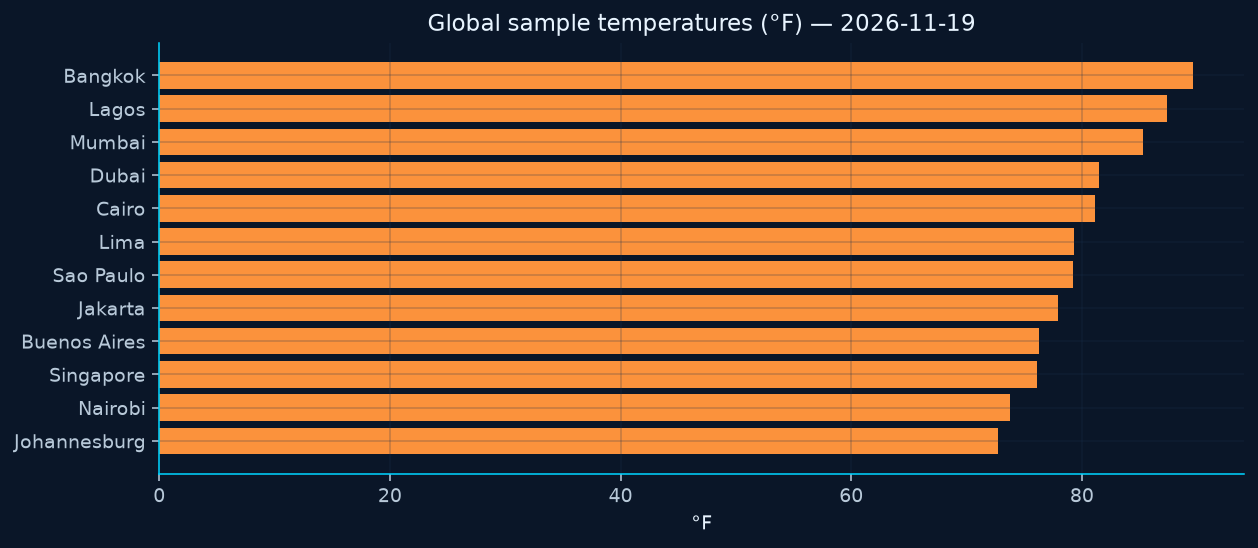 Global sample temperatures (°F) — 2026-11-19
Bangkok
Lagos
Mumbai
Dubai
Cairo
Lima
Sao Paulo
Jakarta
Buenos Aires
Singapore
Nairobi
Johannesburg
0 20 40 60 80
°F